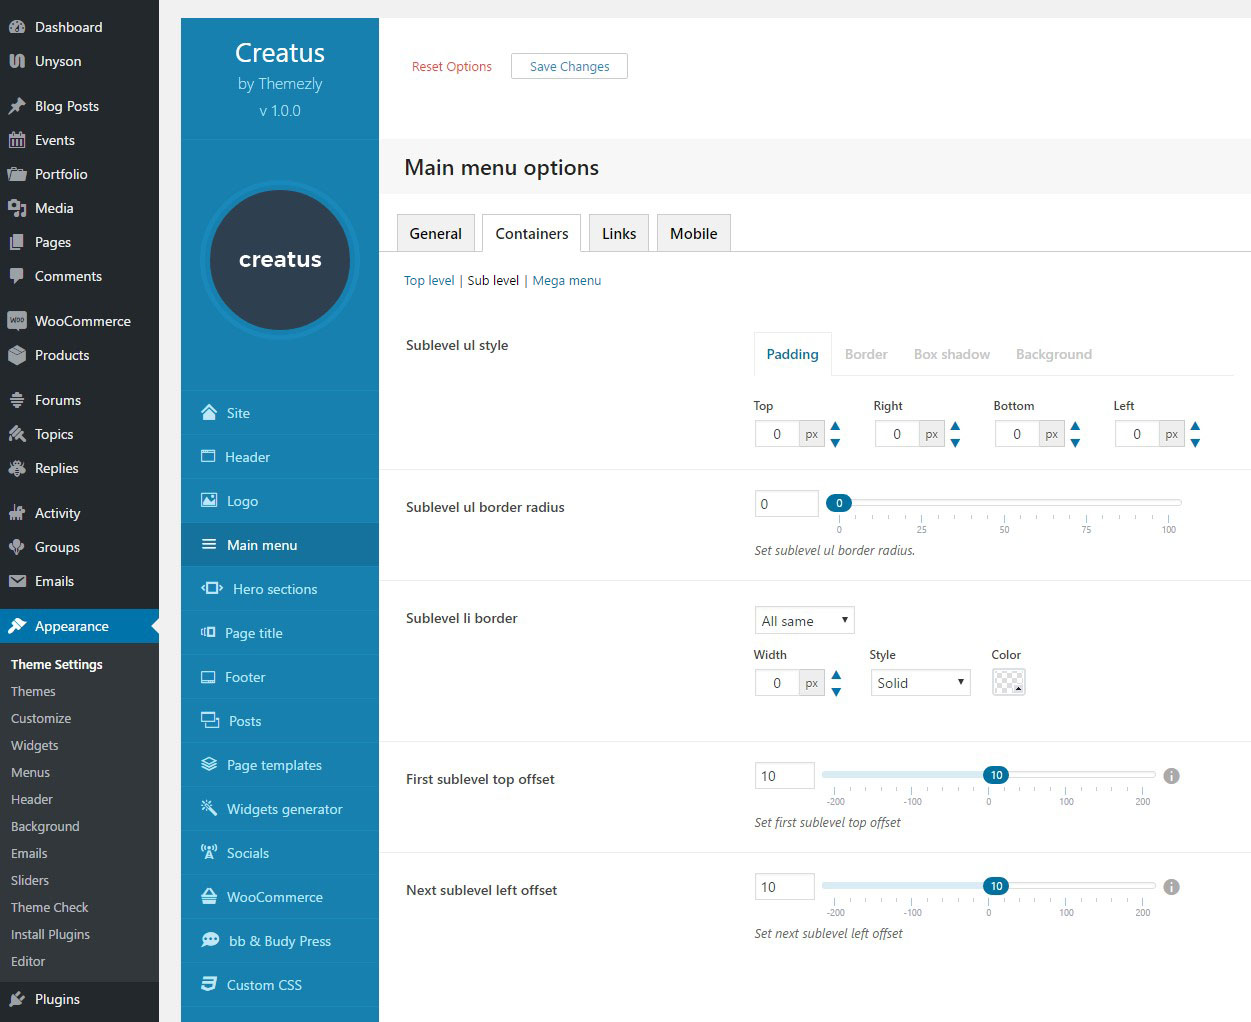 Dashboard
Unyson
Blog Posts
Events
Portfolio
Media
Pages
Comments
WOO WooCommerce
Products
Forums
Topics
Replies
Activity
Groups
Emails
Appearance
Theme Settings
Themes
Customize
Widgets
Menus
Header
Background
Emails
Sliders
Theme Check
Install Plugins
Editor
Plugins
Creatus
by Themezly
v 1.0.0
creatus
Site
Header
Logo
Main menu
Hero sections
Page title
Footer
Posts
Page templates
Widgets generator
Socials
WooCommerce
bb & Budy Press
Custom CSS
Reset Options Save Changes
Main menu options
General Containers Links Mobile
Top level | Sub level | Mega menu
Sublevel ul style
Padding Border Box shadow Background
Top Right Bottom Left
0 px 0 px 0 px 0 px
Sublevel ul border radius
0 0
0 25 50 75 100
Set sublevel ul border radius.
Sublevel li border
All same
Width Style Color
0 px Solid
First sublevel top offset
10 10
-200 -100 0 100 200
Set first sublevel top offset
Next sublevel left offset
10 10
-200 -100 0 100 200
Set next sublevel left offset